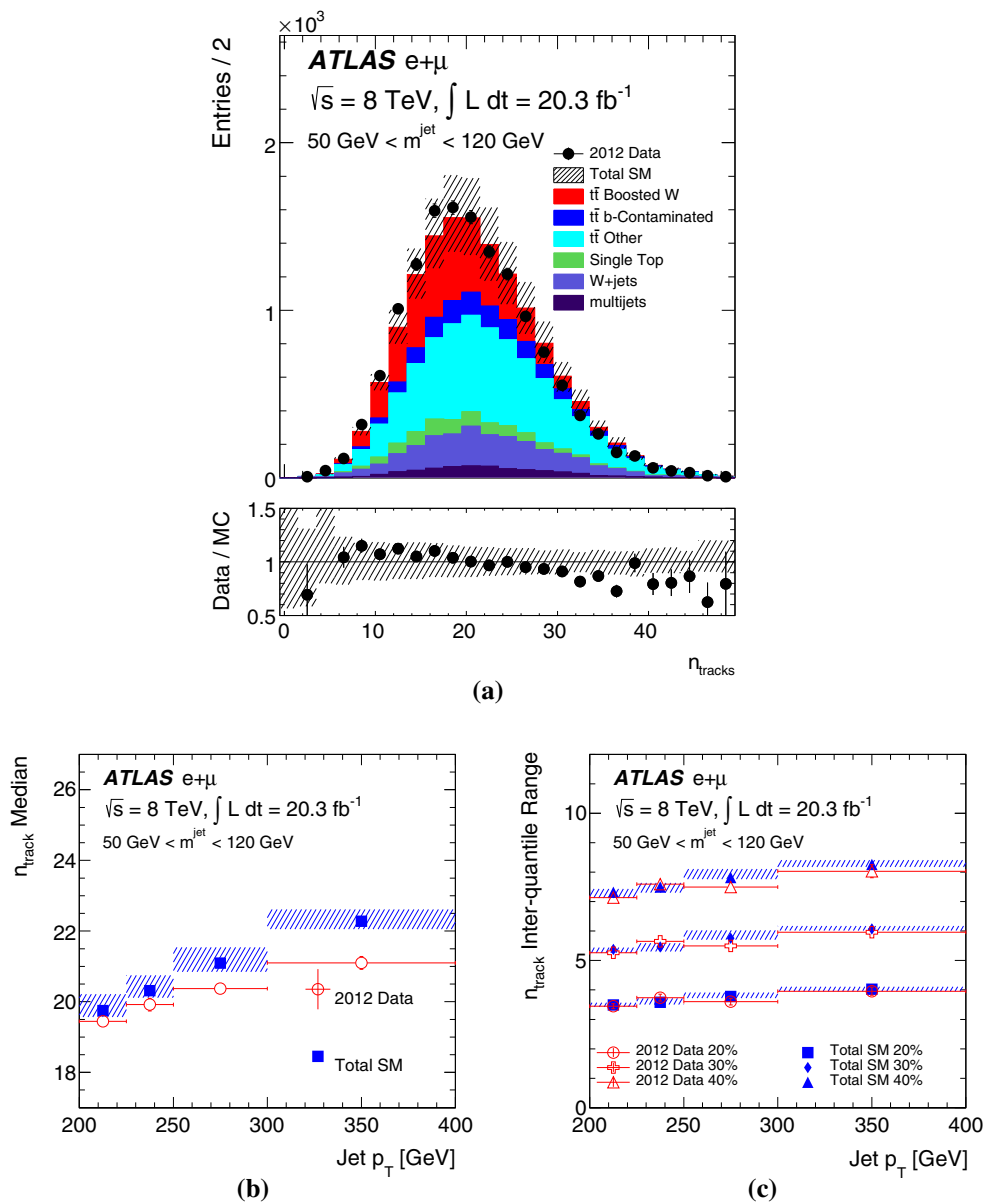 ×10³
Entries / 2
ATLAS e+μ
√s = 8 TeV, ∫ L dt = 20.3 fb⁻¹
50 GeV < m^jet < 120 GeV
2012 Data
Total SM
tt̄ Boosted W
tt̄ b-Contaminated
tt̄ Other
Single Top
W+jets
multijets
2
1
0
Data / MC
1.5
1
0.5
0 10 20 30 40
n_tracks
(a)
n_track Median
26
24
22
20
18
ATLAS e+μ
√s = 8 TeV, ∫ L dt = 20.3 fb⁻¹
50 GeV < m^jet < 120 GeV
2012 Data
Total SM
200 250 300 350 400
Jet p_T [GeV]
(b)
n_track Inter-quantile Range
10
5
0
ATLAS e+μ
√s = 8 TeV, ∫ L dt = 20.3 fb⁻¹
50 GeV < m^jet < 120 GeV
2012 Data 20%
2012 Data 30%
2012 Data 40%
Total SM 20%
Total SM 30%
Total SM 40%
200 250 300 350 400
Jet p_T [GeV]
(c)